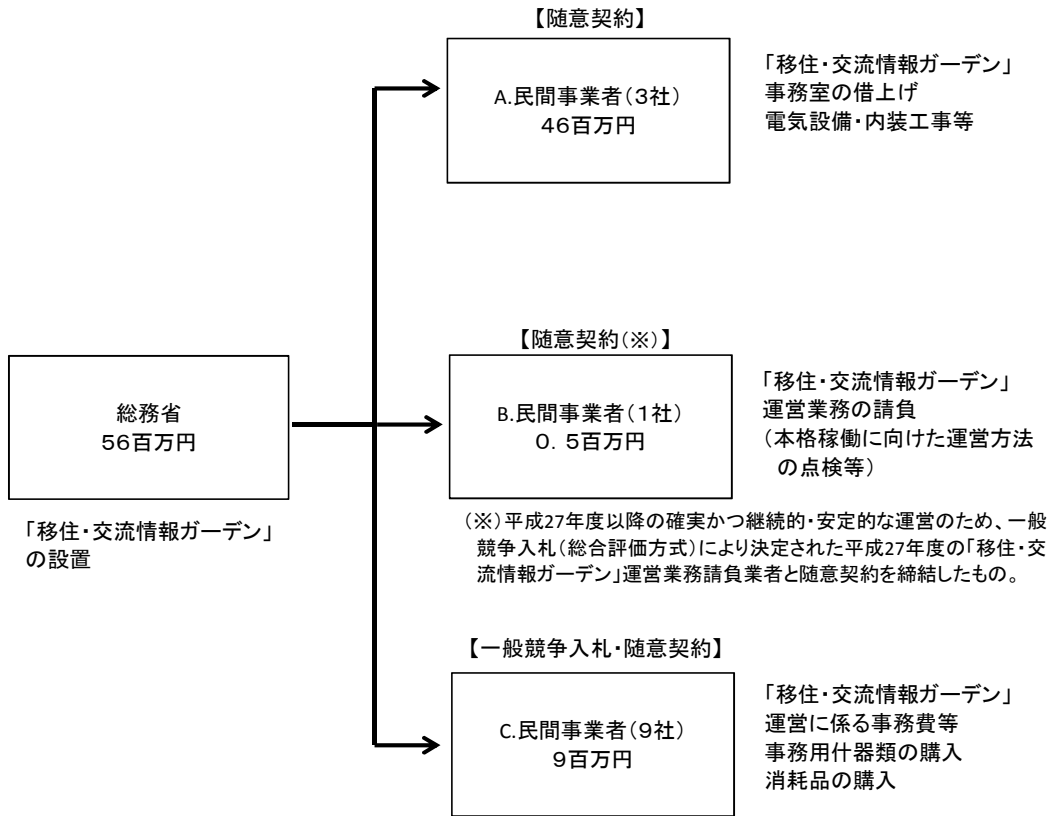 【随意契約】
A.民間事業者(3社)
46百万円
「移住・交流情報ガーデン」
事務室の借上げ
電気設備・内装工事等
総務省
56百万円
「移住・交流情報ガーデン」
の設置
【随意契約(※)】
B.民間事業者(1社)
0.5百万円
「移住・交流情報ガーデン」
運営業務の請負
(本格稼働に向けた運営方法
の点検等)
(※)平成27年度以降の確実かつ継続的・安定的な運営のため、一般
競争入札(総合評価方式)により決定された平成27年度の「移住・交
流情報ガーデン」運営業務請負業者と随意契約を締結したもの。
【一般競争入札・随意契約】
C.民間事業者(9社)
9百万円
「移住・交流情報ガーデン」
運営に係る事務費等
事務用什器類の購入
消耗品の購入